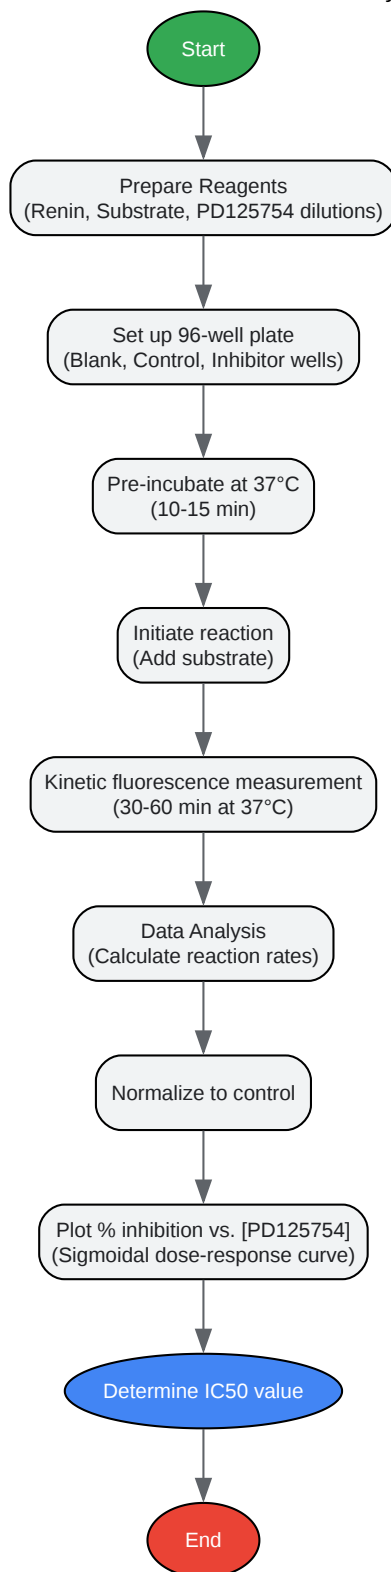 Start
Prepare Reagents
(Renin, Substrate, PD125754 dilutions)
Set up 96-well plate
(Blank, Control, Inhibitor wells)
Pre-incubate at 37°C
(10-15 min)
Initiate reaction
(Add substrate)
Kinetic fluorescence measurement
(30-60 min at 37°C)
Data Analysis
(Calculate reaction rates)
Normalize to control
Plot % inhibition vs. [PD125754]
(Sigmoidal dose-response curve)
Determine IC50 value
End